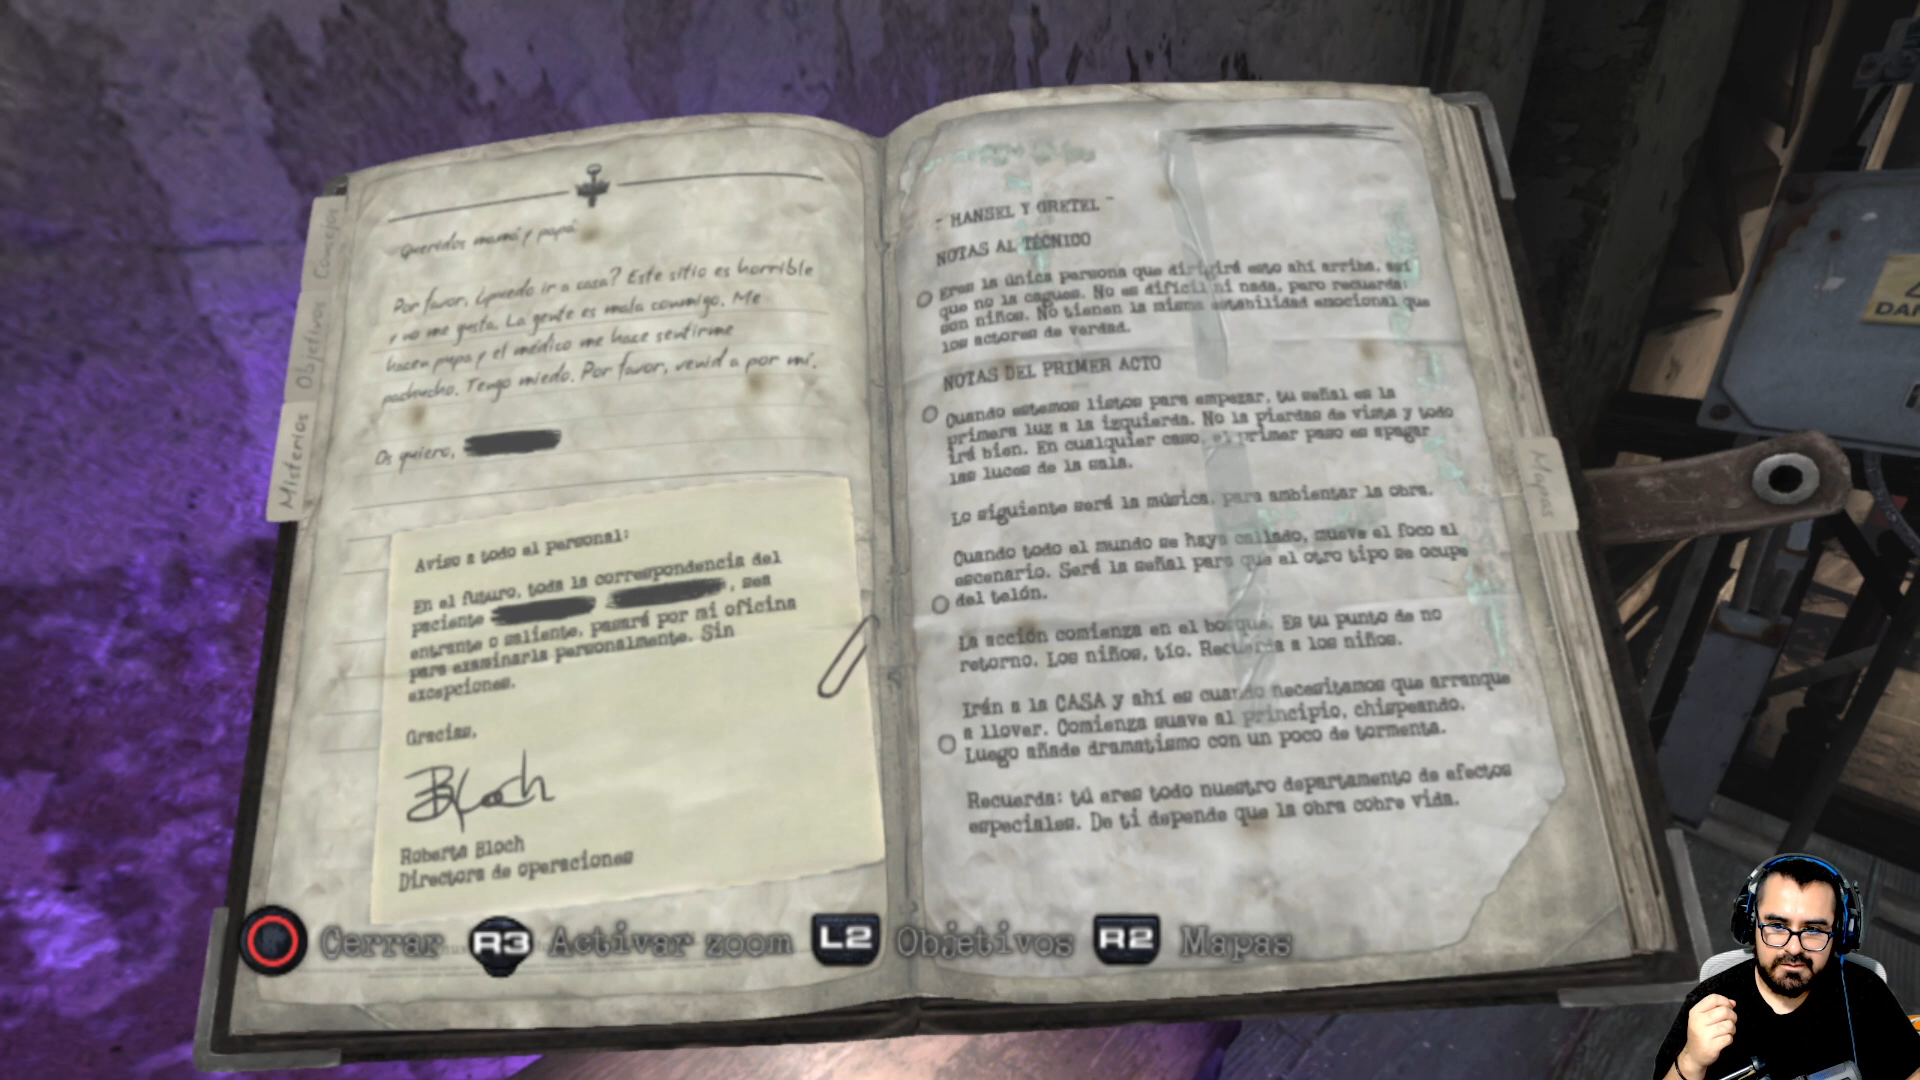 Consejos
Objetivos
Misterios
Queridos mamá y papá:
Por favor, ¿puedo ir a casa? Este sitio es horrible
y no me gusta. La gente es mala conmigo. Me
hacen pupa y el médico me hace sentirme
pachucho. Tengo miedo. Por favor, venid a por mí.
Os quiero,
Aviso a todo el personal:
En el futuro, toda la correspondencia del
paciente , sea
entrante o saliente, pasará por mi oficina
para examinarla personalmente. Sin
excepciones.
Gracias,
BLoch
Roberta Bloch
Directora de operaciones
- HANSEL Y GRETEL -
NOTAS AL TÉCNICO
Eres la única persona que dirigirá esto ahí arriba, así
que no la cagues. No es difícil ni nada, pero recuerda:
son niños. No tienen la misma estabilidad emocional que
los actores de verdad.
NOTAS DEL PRIMER ACTO
Cuando estemos listos para empezar, tu señal es la
primera luz a la izquierda. No la pierdas de vista y todo
irá bien. En cualquier caso, el primer paso es apagar
las luces de la sala.
Lo siguiente será la música, para ambientar la obra.
Cuando todo el mundo se haya callado, mueve el foco al
escenario. Será la señal para que el otro tipo se ocupe
del telón.
La acción comienza en el bosque. Es tu punto de no
retorno. Los niños, tío. Recuerda a los niños.
Irán a la CASA y ahí es cuando necesitamos que arranque
a llover. Comienza suave al principio, chispeando.
Luego añade dramatismo con un poco de tormenta.
Recuerda: tú eres todo nuestro departamento de efectos
especiales. De ti depende que la obra cobre vida.
Mapas
DAN
Cerrar R3 Activar zoom L2 Objetivos R2 Mapas